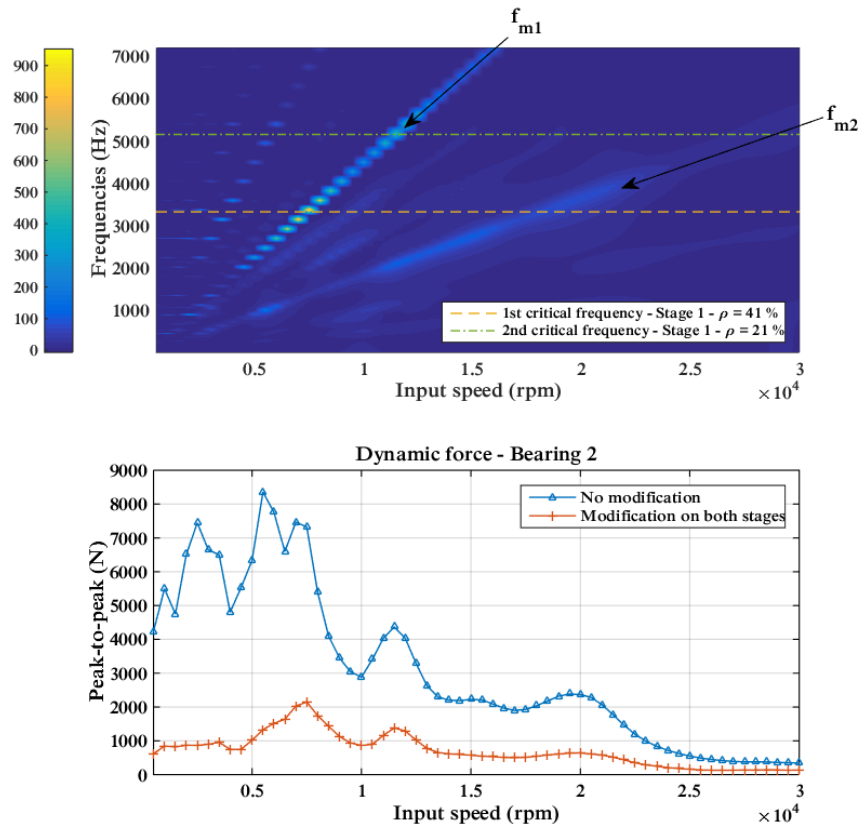 f_m1
7000
900
6000
800
f_m2
700
5000
600
4000
500
400
3000
300
2000
200
1st critical frequency - Stage 1 - ρ = 41 %
100
1000
2nd critical frequency - Stage 1 - ρ = 21 %
0
Frequencies (Hz)
0.5 1 1.5 2 2.5 3
Input speed (rpm) ×10^4
Dynamic force - Bearing 2
9000
No modification
8000
Modification on both stages
7000
6000
5000
4000
3000
2000
1000
0
Peak-to-peak (N)
0.5 1 1.5 2 2.5 3
Input speed (rpm) ×10^4